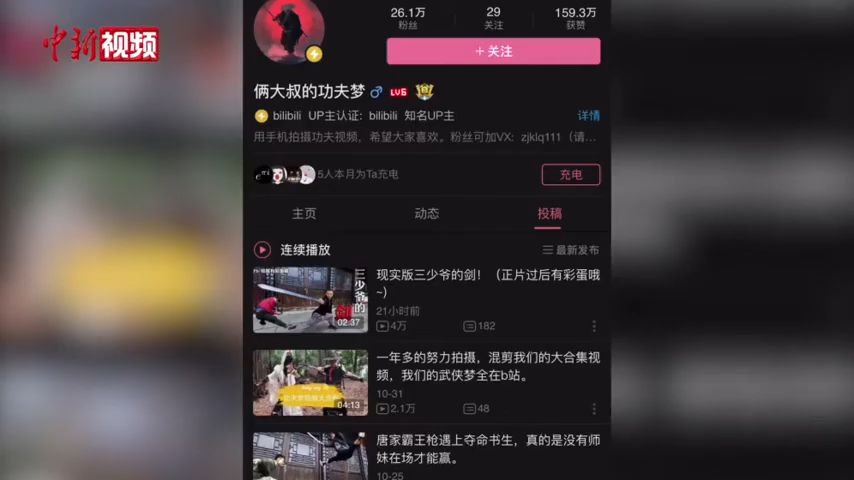 中新视频
26.1万
29
159.3万
粉丝
关注
获赞
+ 关注
俩大叔的功夫梦
LV6
bilibili UP主认证: bilibili 知名UP主
详情
用手机拍摄功夫视频，希望大家喜欢。粉丝可加VX: zjklq111（请...
5人本月为Ta充电
充电
主页
动态
投稿
连续播放
最新发布
三少爷的剑
02:37
现实版三少爷的剑！（正片过后有彩蛋哦
~)
21小时前
4万
182
04:13
一年多的努力拍摄，混剪我们的大合集视
频，我们的武侠梦全在b站。
10-31
2.1万
48
唐家霸王枪遇上夺命书生，真的是没有师
妹在场才能赢。
10-25